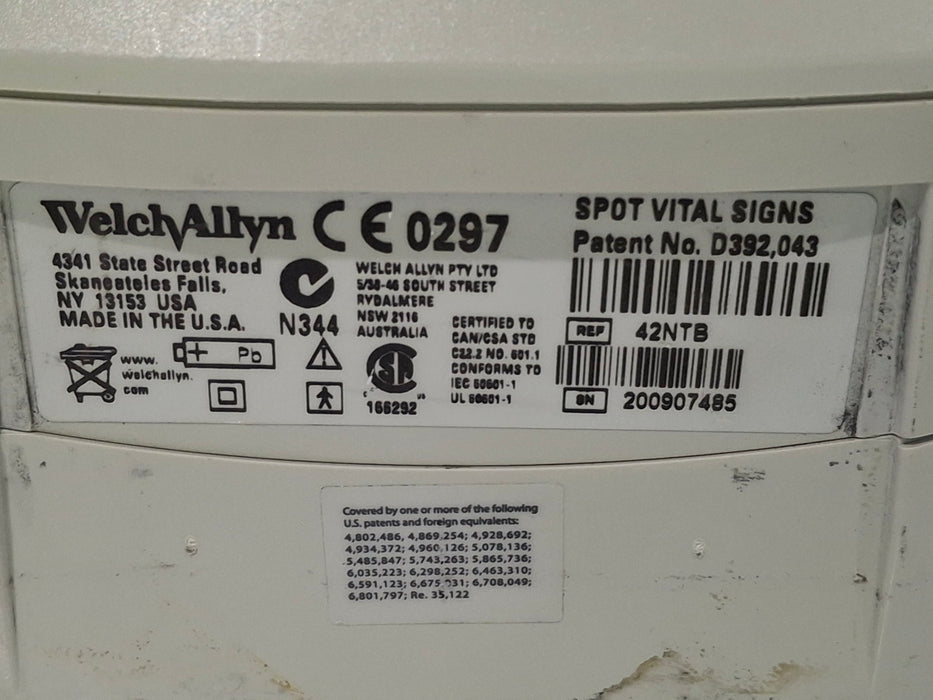 WelchAllyn CE 0297
4341 State Street Road
Skaneateles Falls,
NY 13153 USA
MADE IN THE U.S.A.
N344
WELCH ALLYN PTY LTD
5/38-46 SOUTH STREET
RYDALMERE
NSW 2116
AUSTRALIA
SPOT VITAL SIGNS
Patent No. D392,043
REF 42NTB
SN 200907485
www.
welchallyn.
com
+ Pb
C US
166292
CERTIFIED TO
CAN/CSA STD
C22.2 NO. 601.1
CONFORMS TO
IEC 60601-1
UL 60601-1
Covered by one or more of the following
U.S. patents and foreign equivalents:
4,802,486, 4,869,254; 4,928,692;
4,934,372; 4,960,126; 5,078,136;
5,485,847; 5,743,263; 5,865,736;
6,035,223; 6,298,252; 6,463,310;
6,591,123; 6,708,049;
6,801,797; Re. 35,122